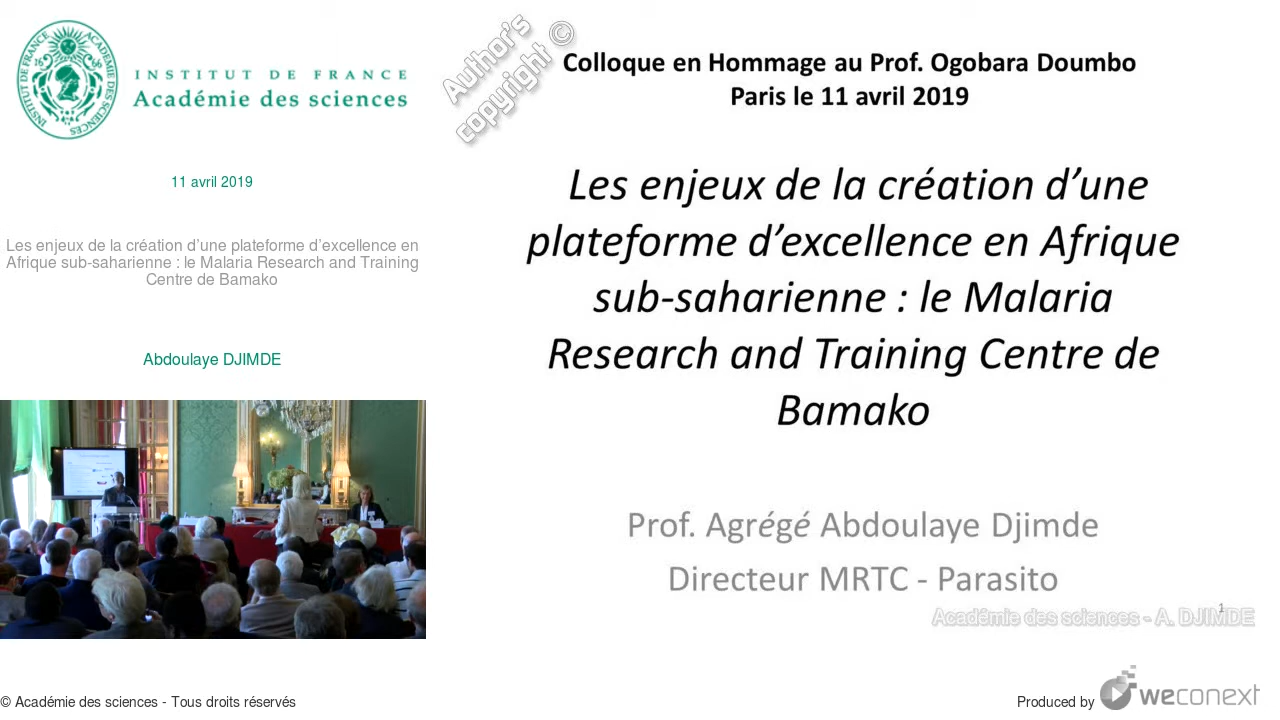 INSTITUT DE FRANCE
Académie des sciences
11 avril 2019
Les enjeux de la création d’une plateforme d’excellence en
Afrique sub-saharienne : le Malaria Research and Training
Centre de Bamako
Abdoulaye DJIMDE
Author's
copyright ©
Colloque en Hommage au Prof. Ogobara Doumbo
Paris le 11 avril 2019
Les enjeux de la création d’une
plateforme d’excellence en Afrique
sub-saharienne : le Malaria
Research and Training Centre de
Bamako
Prof. Agrégé Abdoulaye Djimde
Directeur MRTC - Parasito
1
Académie des sciences - A. DJIMDE
© Académie des sciences - Tous droits réservés
Produced by
weconext